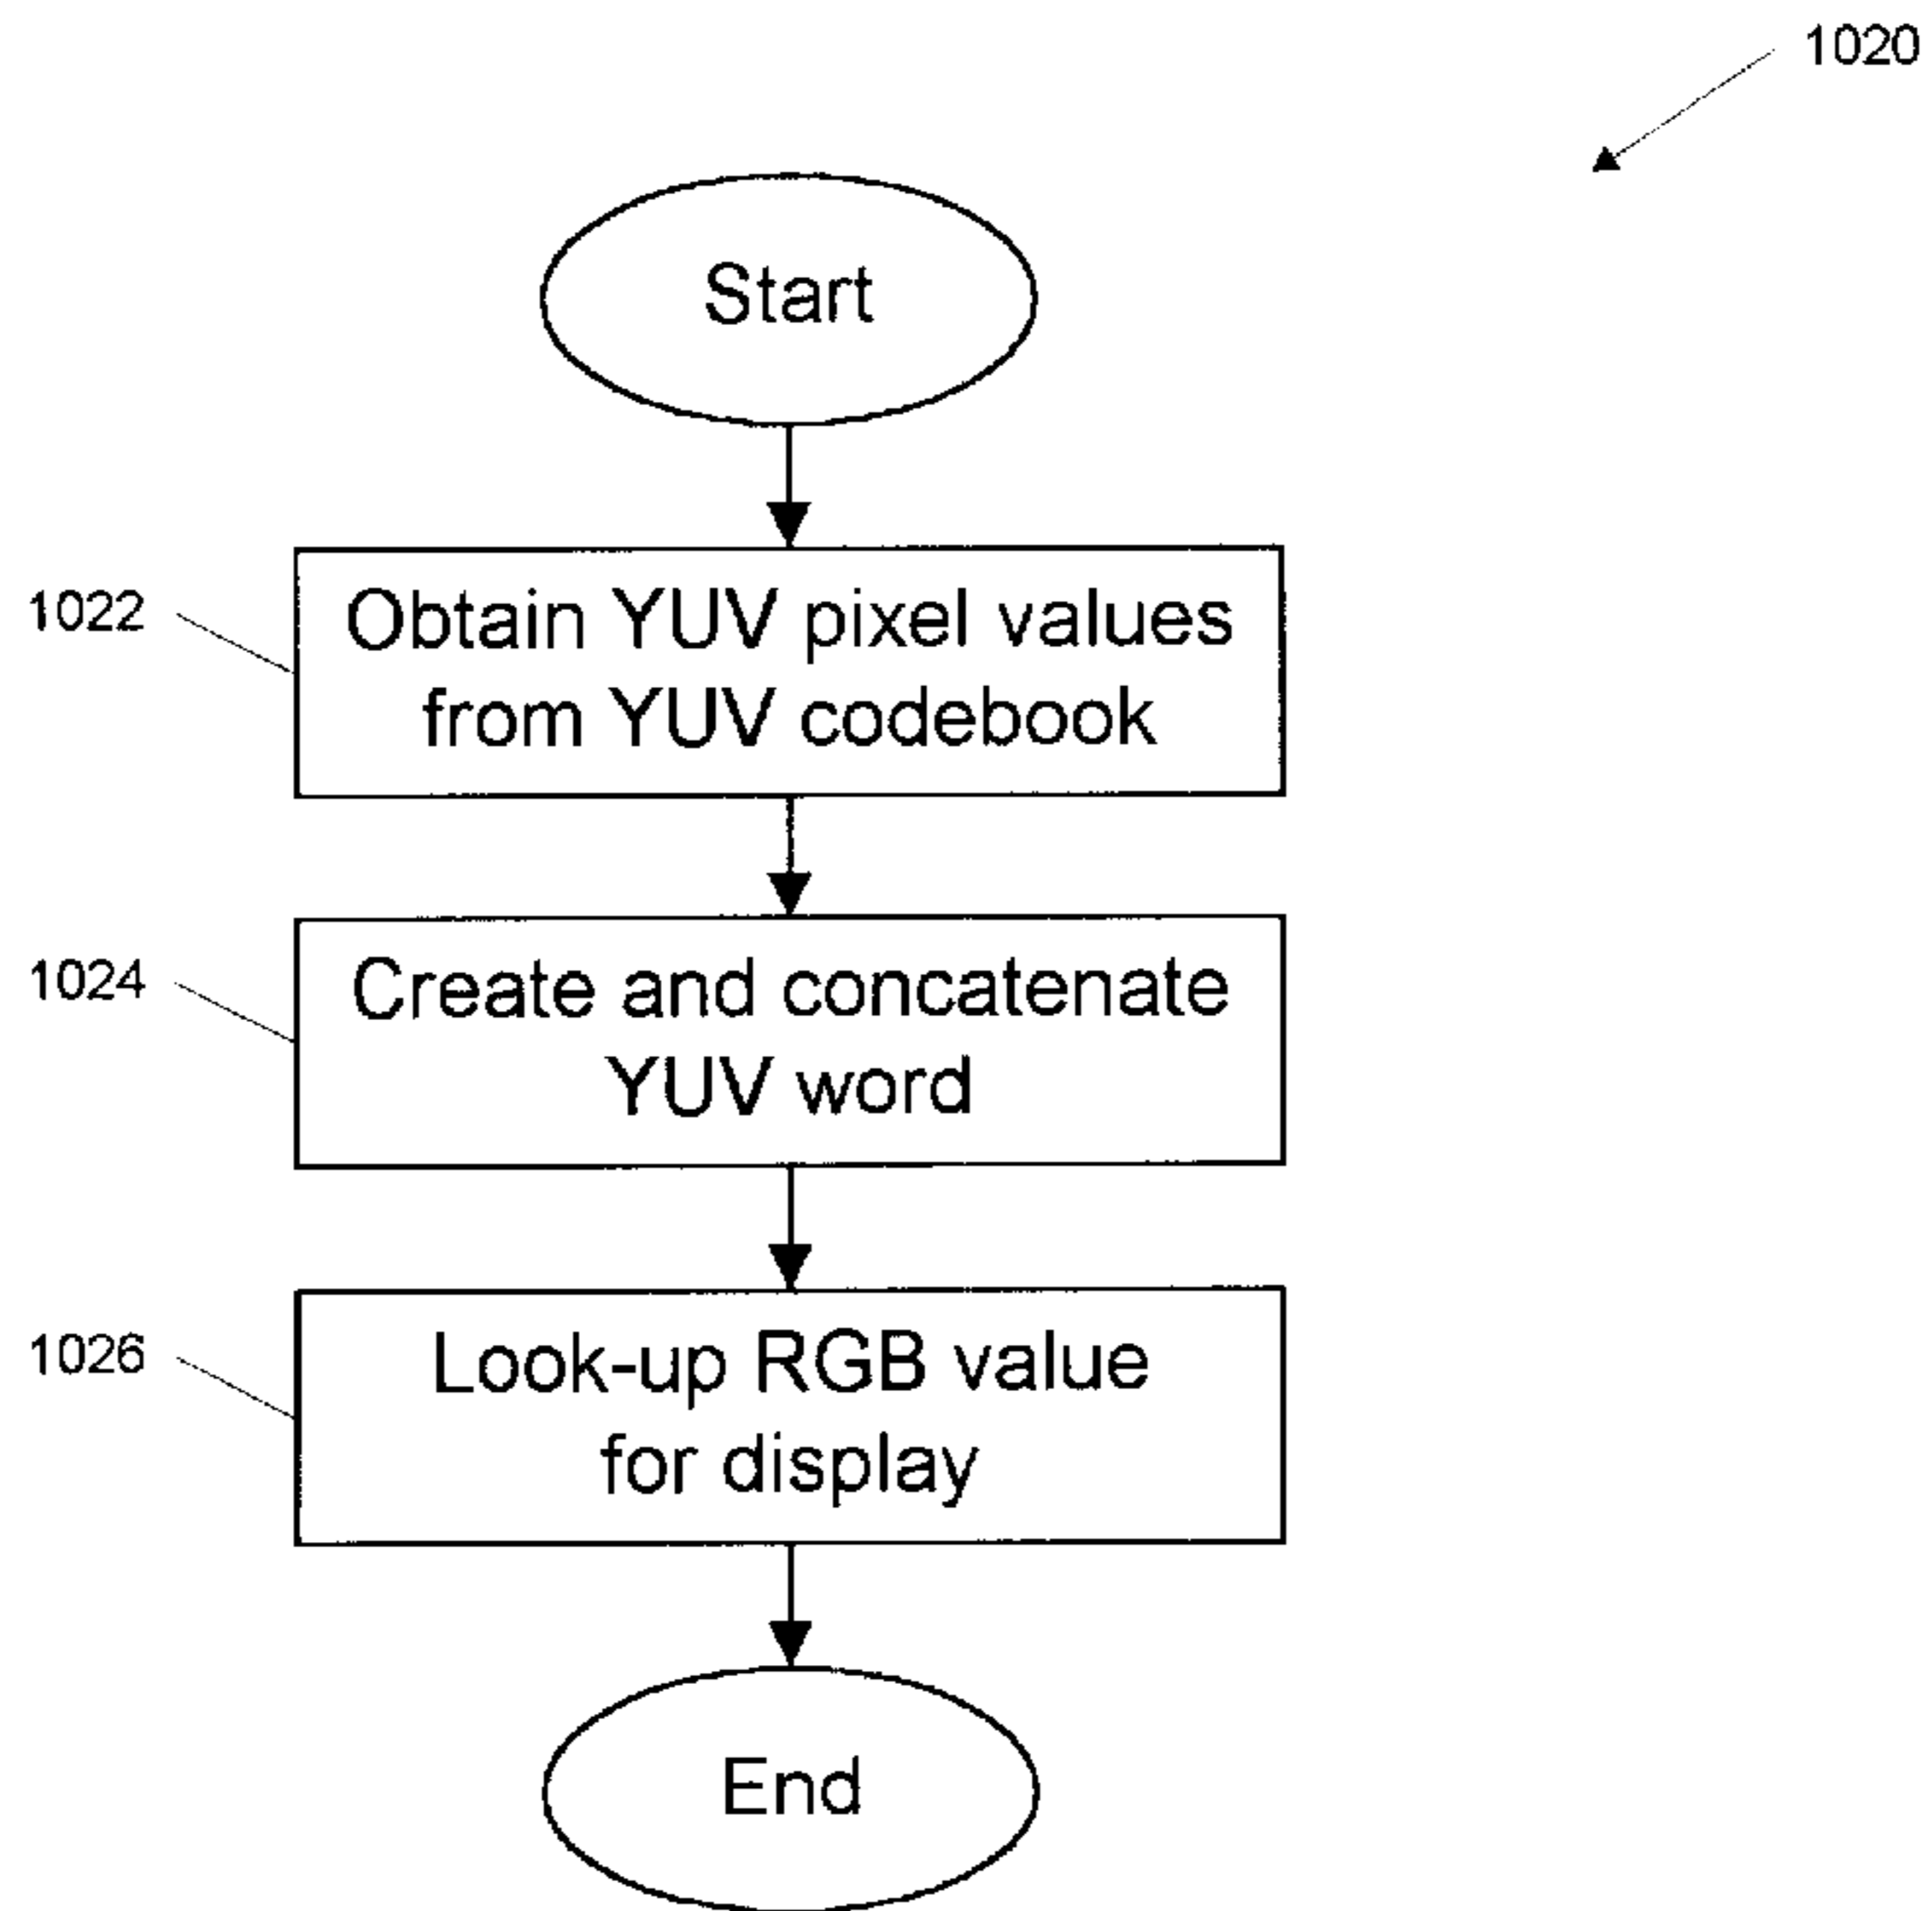 1020
Start
1022
Obtain YUV pixel values
from YUV codebook
1024
Create and concatenate
YUV word
1026
Look-up RGB value
for display
End